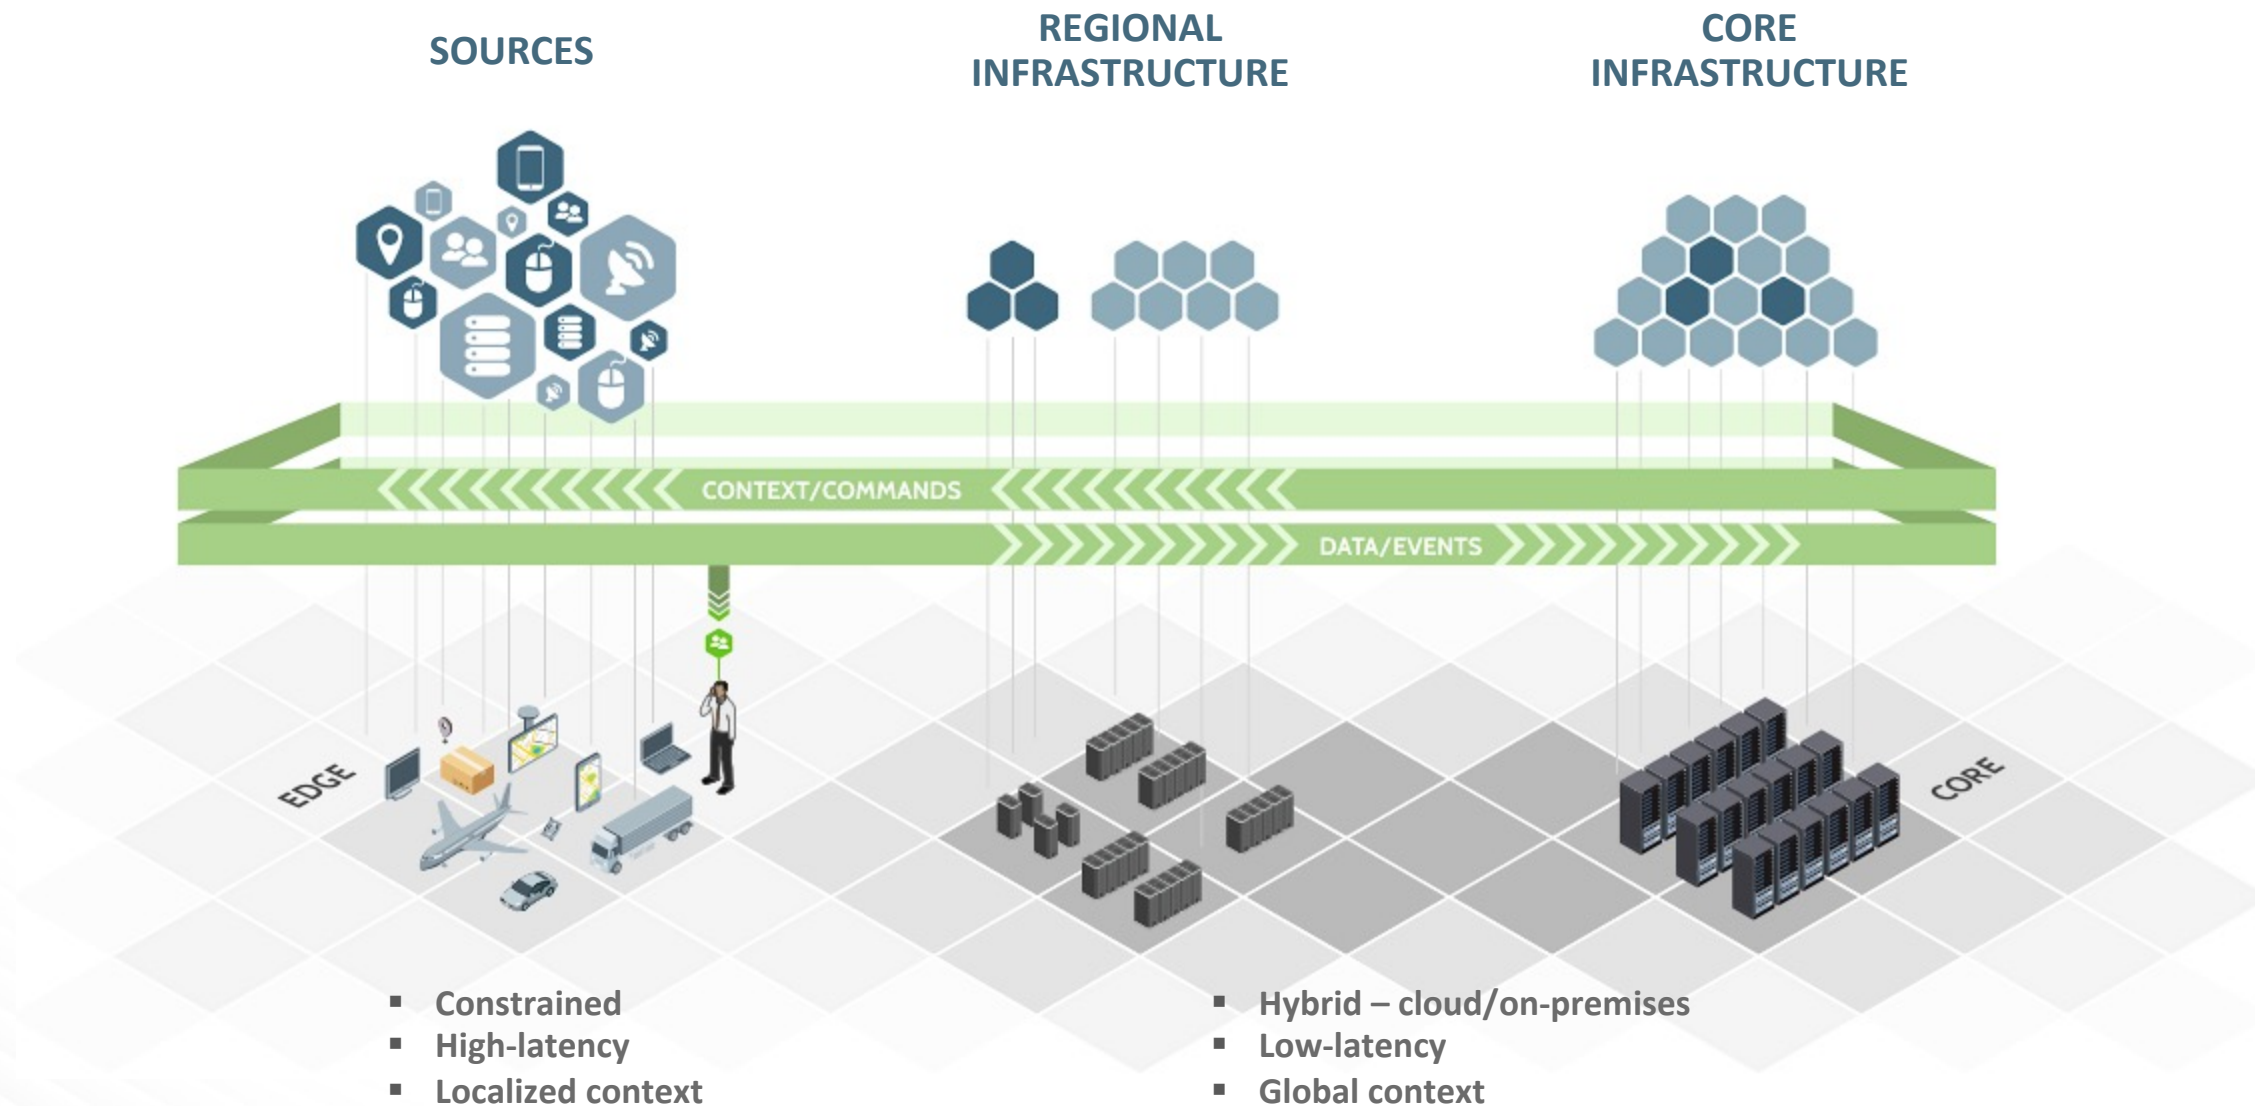 SOURCES
REGIONAL
INFRASTRUCTURE
CORE
INFRASTRUCTURE
CONTEXT/COMMANDS
DATA/EVENTS
EDGE
CORE
▪ Constrained
▪ High-latency
▪ Localized context
▪ Hybrid – cloud/on-premises
▪ Low-latency
▪ Global context